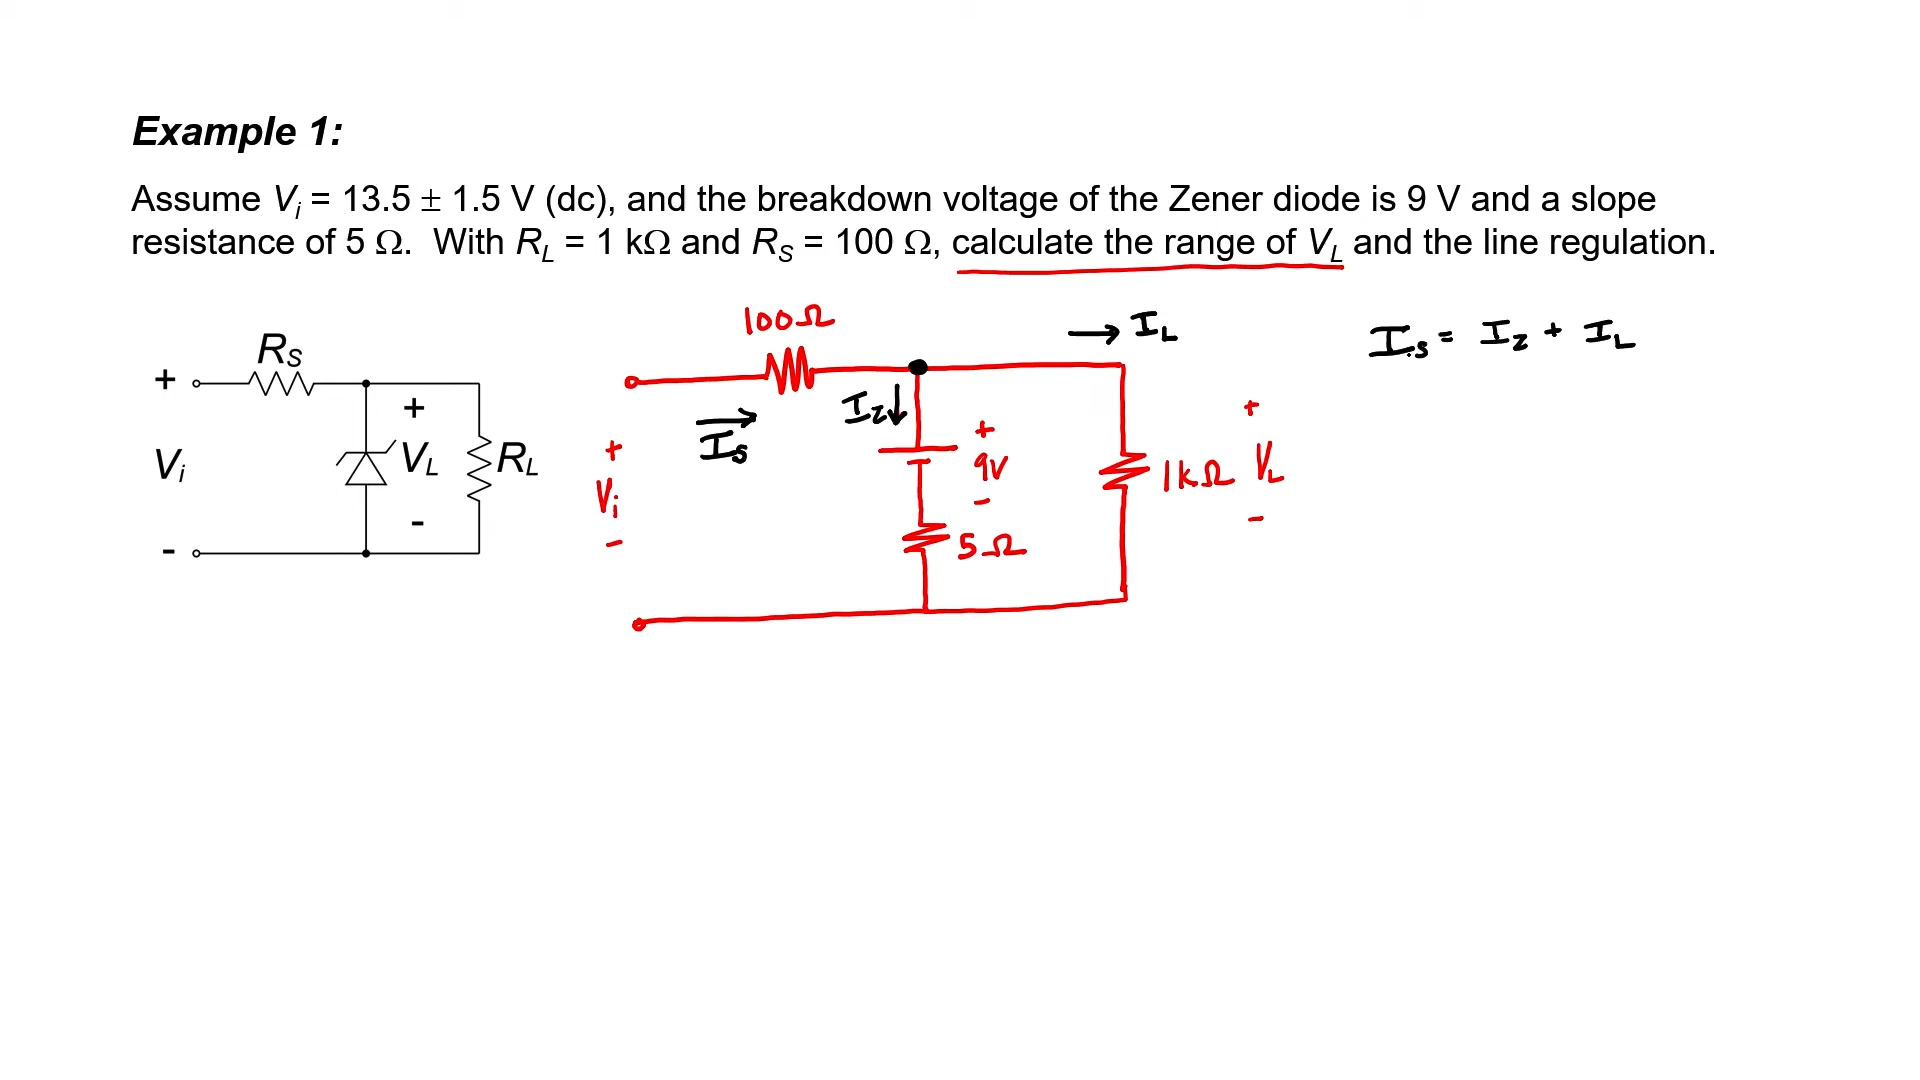 Example 1:
Assume Vi = 13.5 ± 1.5 V (dc), and the breakdown voltage of the Zener diode is 9 V and a slope
resistance of 5 Ω. With RL = 1 kΩ and RS = 100 Ω, calculate the range of VL and the line regulation.
RS
+
Vi
-
+
VL
-
RL
100Ω
IS
IZ
IL
+
Vi
-
+
9V
-
5Ω
1kΩ
+
VL
-
IS = IZ + IL